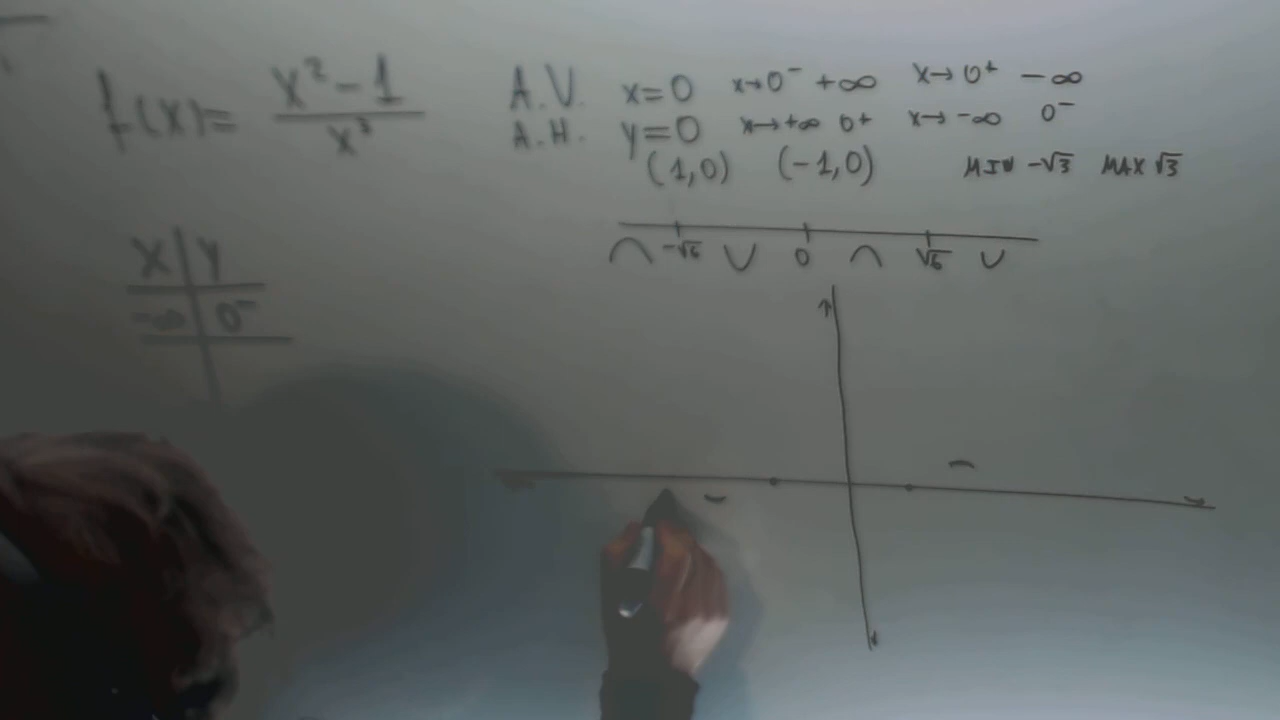 f(x)= x²-1 / x³
A.V. x=0 x→0⁻ +∞ x→0⁺ -∞
A.H. y=0 x→+∞ 0⁺ x→-∞ 0⁻
(1,0) (-1,0) MIN -√3 MAX √3
-√6 0 √6
X Y
-∞ 0⁻